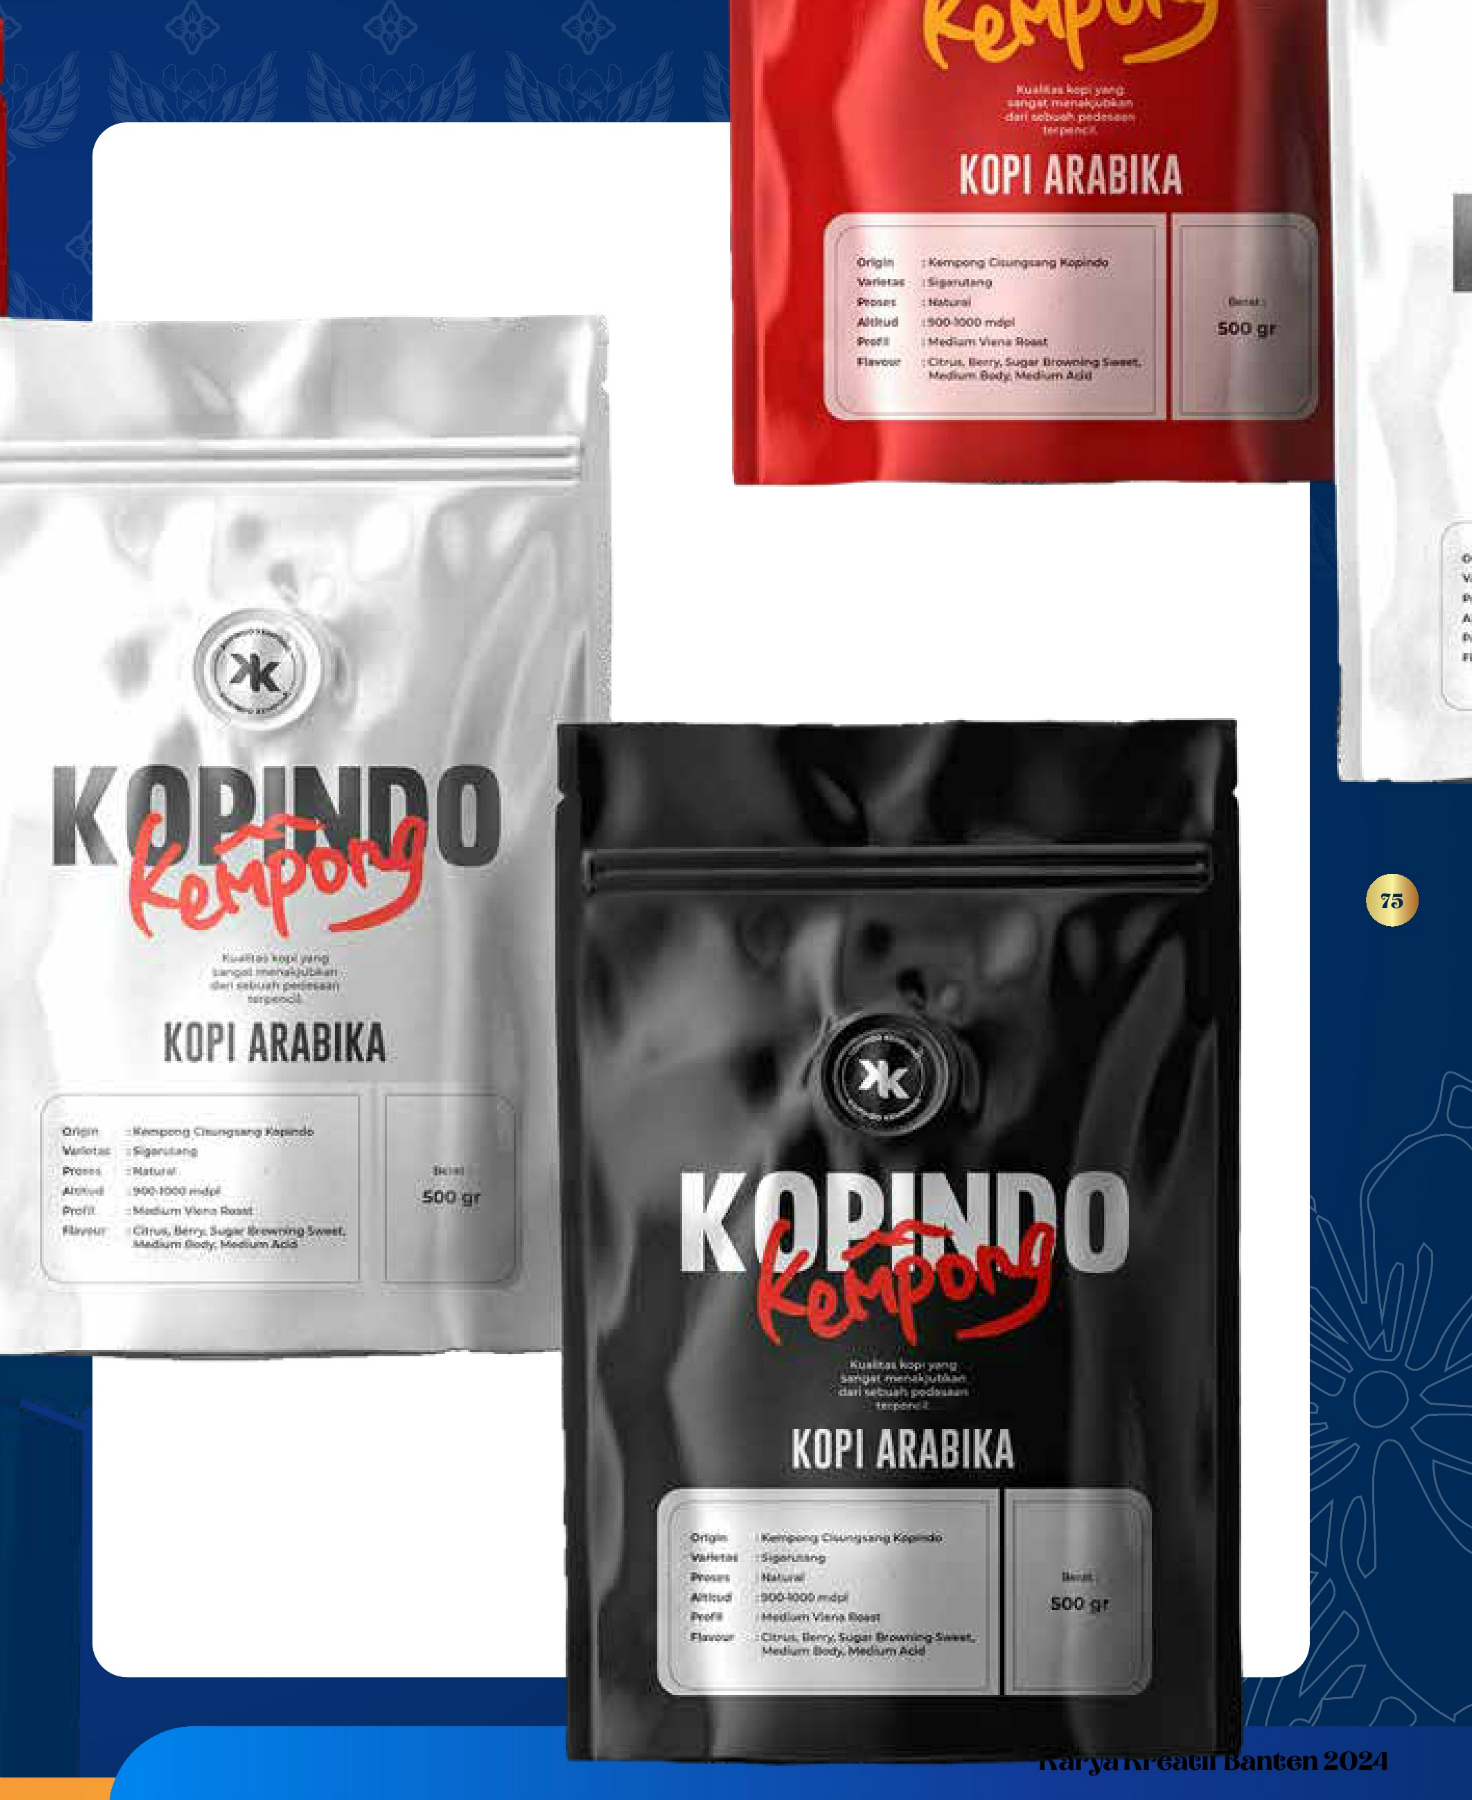 Kempong
Kualitas kopi yang
sangat menakjubkan
dari sebuah pedesaan
terpencil.
KOPI ARABIKA
Origin : Kempong Cisungsang Kopindo
Varietas : Sigarutang
Proses : Natural
Altitud : 900-1000 mdpl
Profil : Medium Viena Roast
Flavour : Citrus, Berry, Sugar Browning Sweet,
Medium Body, Medium Acid
Berat :
500 gr
KK
KOPINDO
Kempong
Kualitas kopi yang
sangat menakjubkan
dari sebuah pedesaan
terpencil.
KOPI ARABIKA
Origin : Kempong Cisungsang Kopindo
Varietas : Sigarutang
Proses : Natural
Altitud : 900-1000 mdpl
Profil : Medium Viena Roast
Flavour : Citrus, Berry, Sugar Browning Sweet,
Medium Body, Medium Acid
Berat
500 gr
75
KK
KOPINDO
Kempong
Kualitas kopi yang
sangat menakjubkan
dari sebuah pedesaan
terpencil.
KOPI ARABIKA
Origin : Kempong Cisungsang Kopindo
Varietas : Sigarutang
Proses : Natural
Altitud : 900-1000 mdpl
Profil : Medium Viena Roast
Flavour : Citrus, Berry, Sugar Browning Sweet,
Medium Body, Medium Acid
Berat :
500 gr
Karya Kreatif Banten 2024